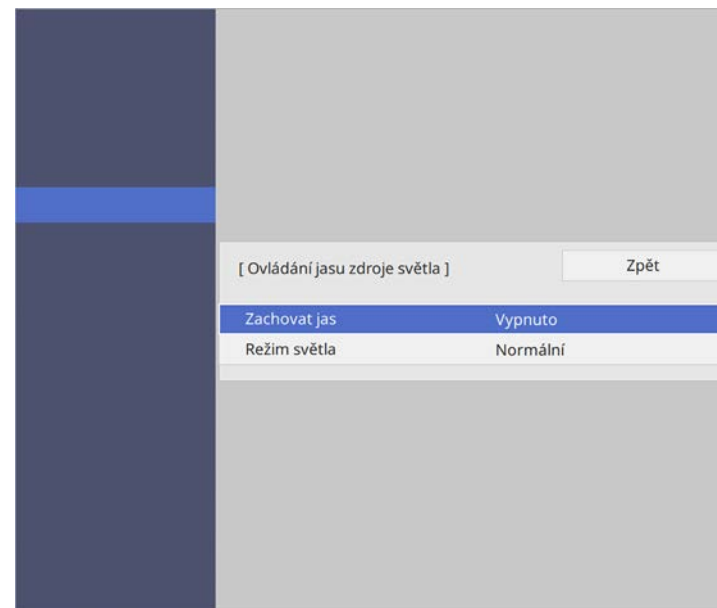 [ Ovládání jasu zdroje světla ] Zpět
Zachovat jas Vypnuto
Režim světla Normální